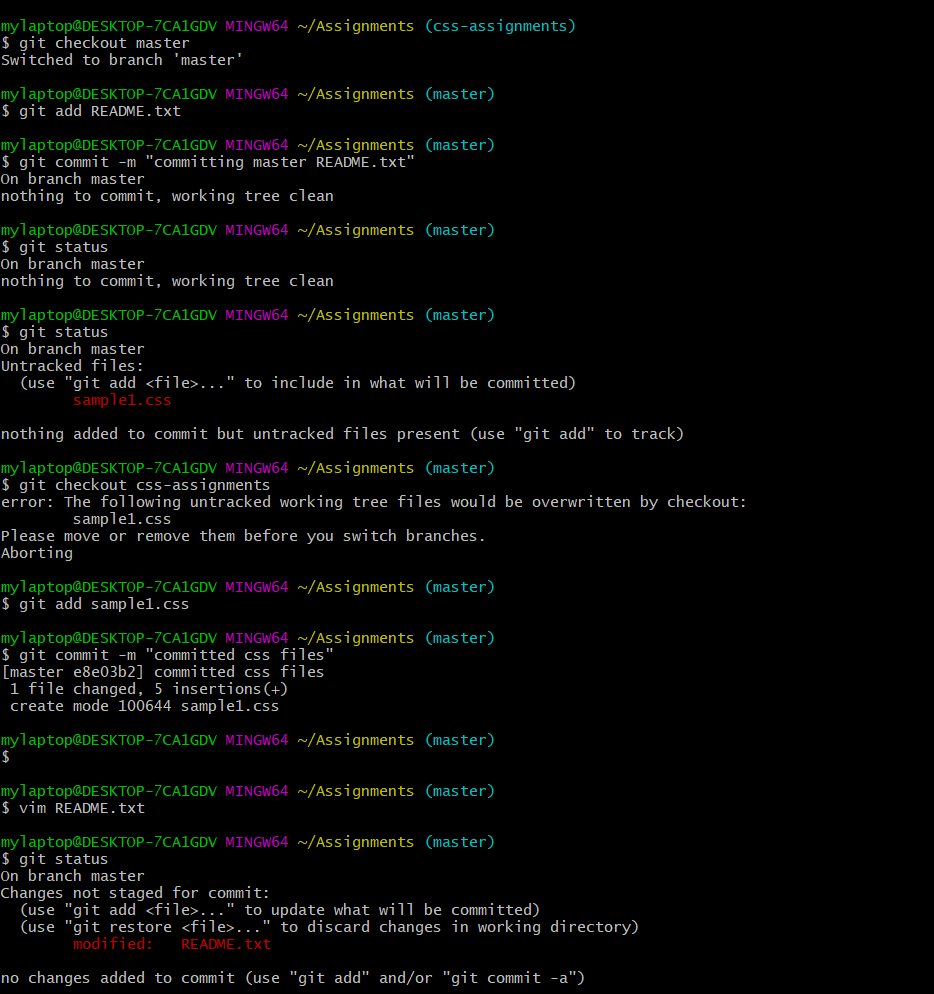 mylaptop@DESKTOP-7CA1GDV MINGW64 ~/Assignments (css-assignments)
$ git checkout master
Switched to branch 'master'
mylaptop@DESKTOP-7CA1GDV MINGW64 ~/Assignments (master)
$ git add README.txt
mylaptop@DESKTOP-7CA1GDV MINGW64 ~/Assignments (master)
$ git commit -m "committing master README.txt"
On branch master
nothing to commit, working tree clean
mylaptop@DESKTOP-7CA1GDV MINGW64 ~/Assignments (master)
$ git status
On branch master
nothing to commit, working tree clean
mylaptop@DESKTOP-7CA1GDV MINGW64 ~/Assignments (master)
$ git status
On branch master
Untracked files:
  (use "git add <file>..." to include in what will be committed)
        sample1.css
nothing added to commit but untracked files present (use "git add" to track)
mylaptop@DESKTOP-7CA1GDV MINGW64 ~/Assignments (master)
$ git checkout css-assignments
error: The following untracked working tree files would be overwritten by checkout:
        sample1.css
Please move or remove them before you switch branches.
Aborting
mylaptop@DESKTOP-7CA1GDV MINGW64 ~/Assignments (master)
$ git add sample1.css
mylaptop@DESKTOP-7CA1GDV MINGW64 ~/Assignments (master)
$ git commit -m "committed css files"
[master e8e03b2] committed css files
 1 file changed, 5 insertions(+)
 create mode 100644 sample1.css
mylaptop@DESKTOP-7CA1GDV MINGW64 ~/Assignments (master)
$
mylaptop@DESKTOP-7CA1GDV MINGW64 ~/Assignments (master)
$ vim README.txt
mylaptop@DESKTOP-7CA1GDV MINGW64 ~/Assignments (master)
$ git status
On branch master
Changes not staged for commit:
  (use "git add <file>..." to update what will be committed)
  (use "git restore <file>..." to discard changes in working directory)
        modified:   README.txt
no changes added to commit (use "git add" and/or "git commit -a")